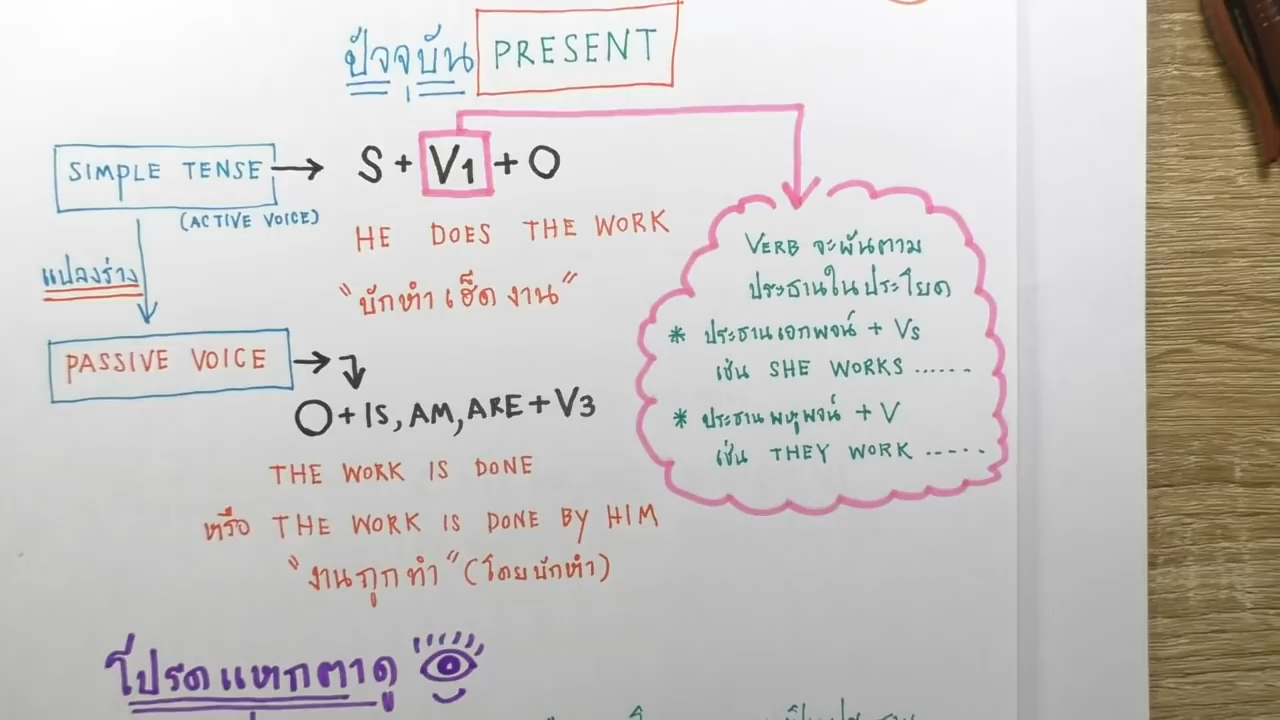 ปัจจุบัน PRESENT
SIMPLE TENSE → S + V1 + O
(ACTIVE VOICE)
HE DOES THE WORK
แปลงร่าง
"บักหำเฮ็ดงาน"
PASSIVE VOICE →
O + IS, AM, ARE + V3
THE WORK IS DONE
หรือ THE WORK IS DONE BY HIM
"งานถูกทำ" (โดยบักหำ)
VERB จะผันตาม
ประธานในประโยค
* ประธานเอกพจน์ + Vs
เช่น SHE WORKS ......
* ประธานพหูพจน์ + V
เช่น THEY WORK ......
โปรดแหกตาดู